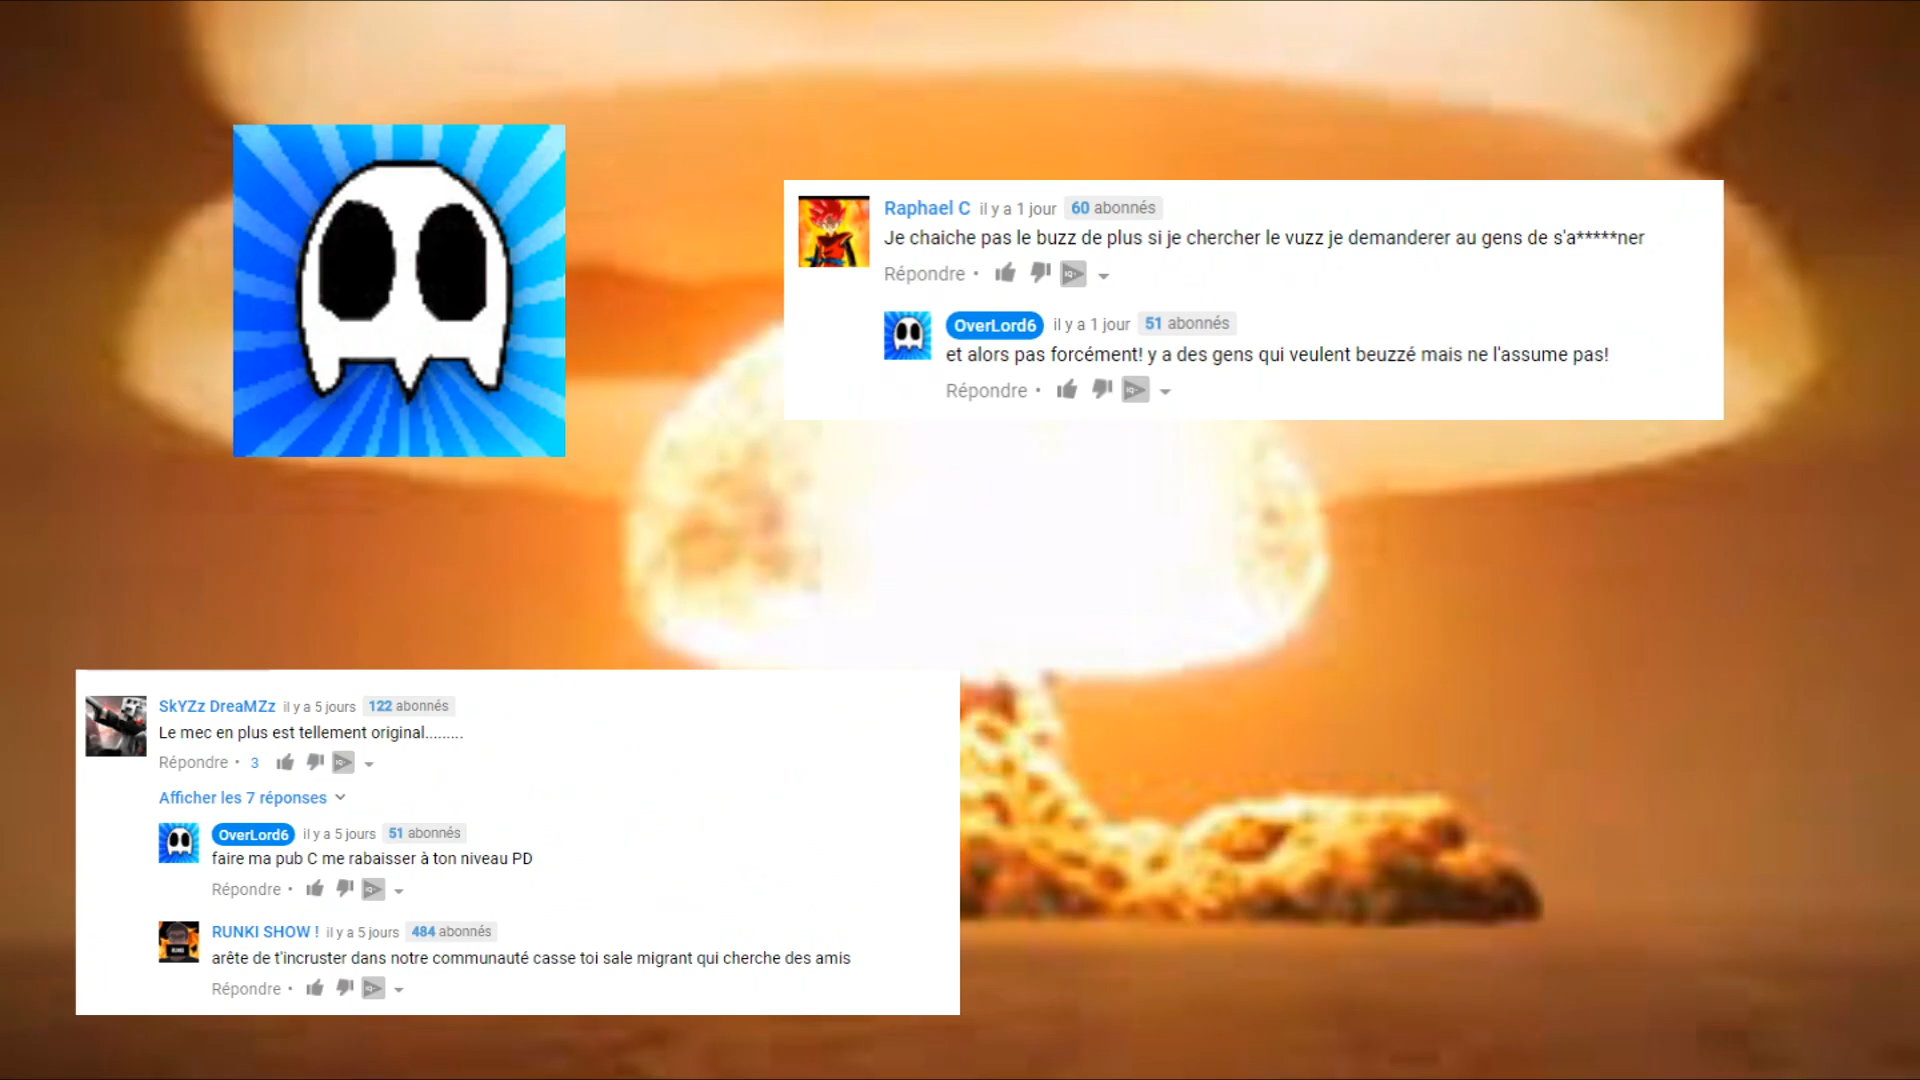 Raphael C il y a 1 jour 60 abonnés
Je chaiche pas le buzz de plus si je chercher le vuzz je demanderer au gens de s'a*****ner
Répondre •
OverLord6 il y a 1 jour 51 abonnés
et alors pas forcément! y a des gens qui veulent beuzzé mais ne l'assume pas!
Répondre •
SkYZz DreaMZz il y a 5 jours 122 abonnés
Le mec en plus est tellement original.........
Répondre • 3
Afficher les 7 réponses
OverLord6 il y a 5 jours 51 abonnés
faire ma pub C me rabaisser à ton niveau PD
Répondre •
RUNKI SHOW ! il y a 5 jours 484 abonnés
arête de t'incruster dans notre communauté casse toi sale migrant qui cherche des amis
Répondre •